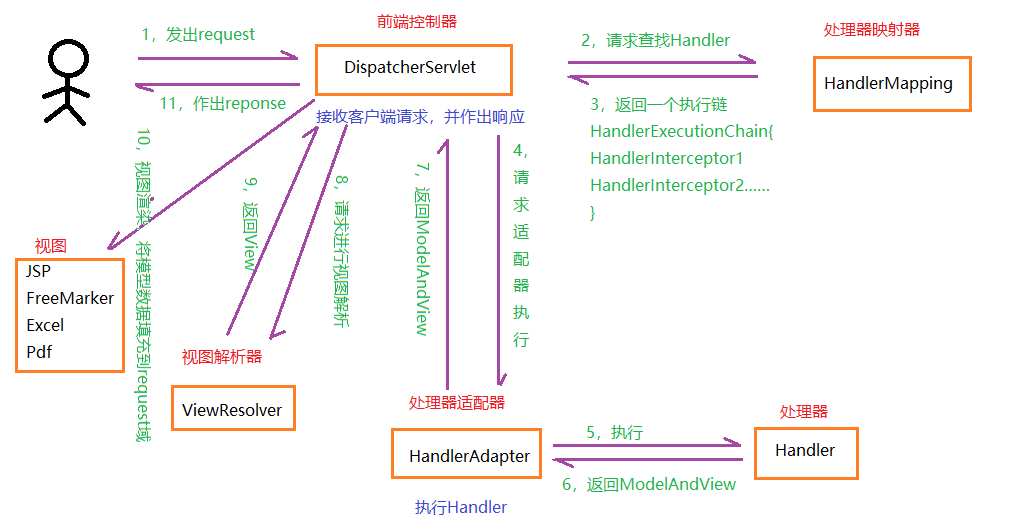 前端控制器
1，发出request
DispatcherServlet
11，作出reponse
接收客户端请求，并作出响应
2，请求查找Handler
处理器映射器
HandlerMapping
3，返回一个执行链
HandlerExecutionChain{
HandlerInterceptor1
HandlerInterceptor2......
}
4，请求适配器执行
处理器适配器
HandlerAdapter
执行Handler
5，执行
处理器
Handler
6，返回ModelAndView
7，返回ModelAndView
8，请求进行视图解析
9，返回View
视图解析器
ViewResolver
10，视图渲染，将模型数据填充到request域
视图
JSP
FreeMarker
Excel
Pdf